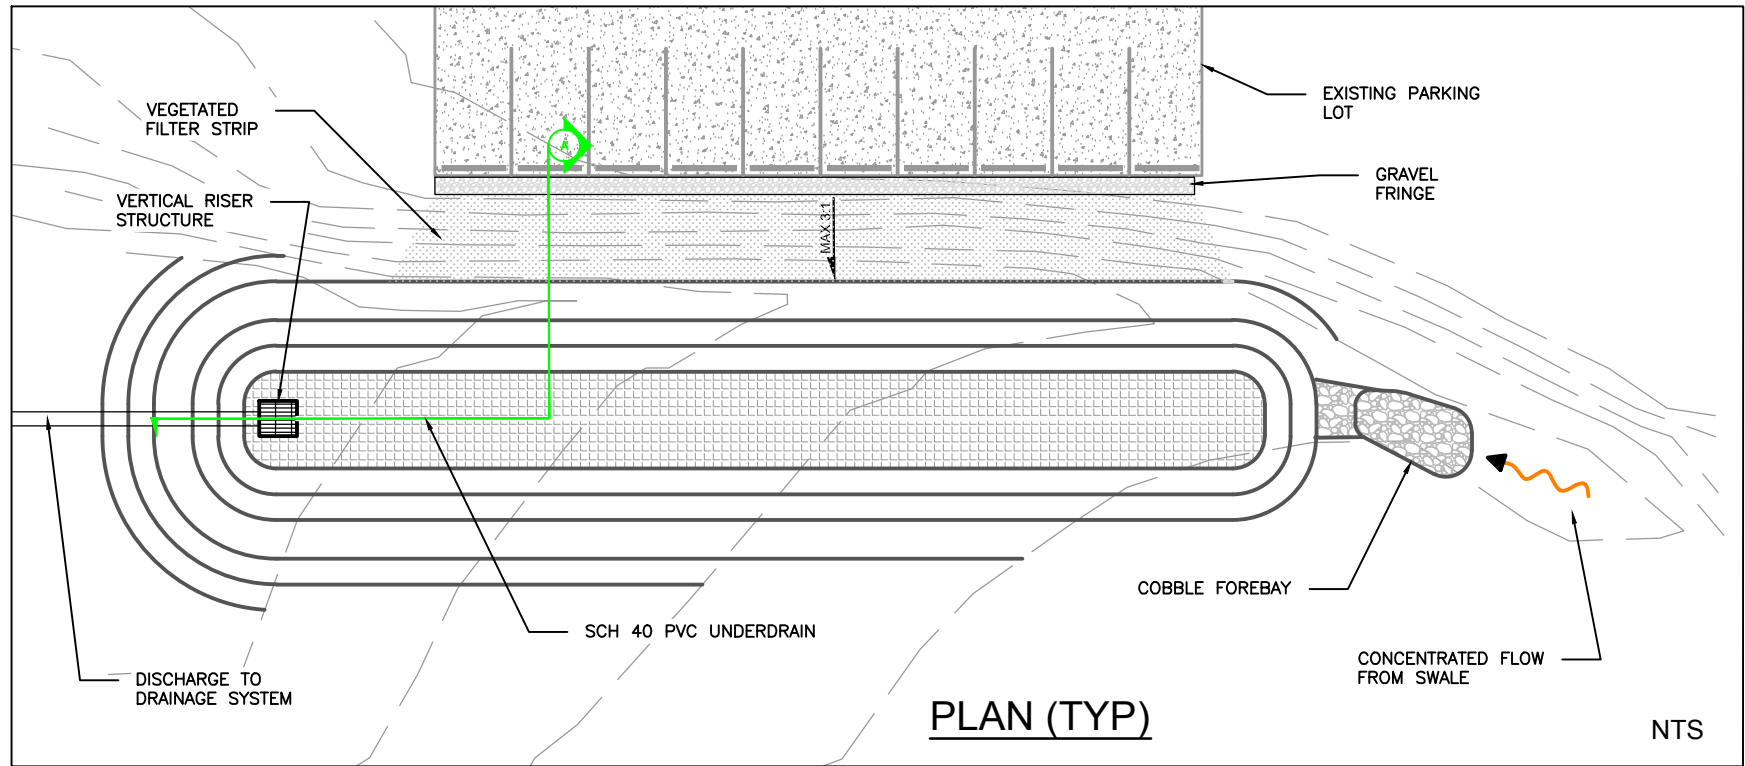 VEGETATED
FILTER STRIP
VERTICAL RISER
STRUCTURE
A
MAX 3:1
EXISTING PARKING
LOT
GRAVEL
FRINGE
COBBLE FOREBAY
SCH 40 PVC UNDERDRAIN
CONCENTRATED FLOW
FROM SWALE
DISCHARGE TO
DRAINAGE SYSTEM
PLAN (TYP)
NTS